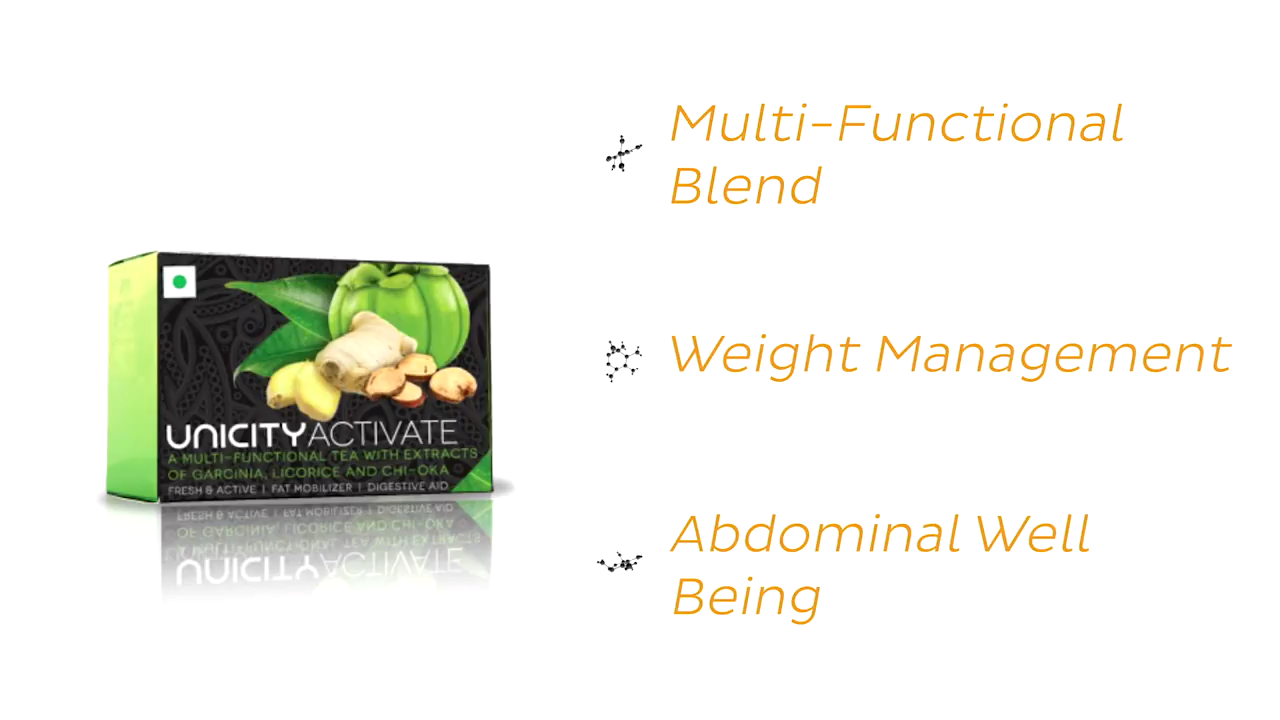 Multi-Functional
Blend
Weight Management
Abdominal Well
Being
UNICITY ACTIVATE
A MULTI-FUNCTIONAL TEA WITH EXTRACTS
OF GARCINIA, LICORICE AND CHI-OKA
FRESH & ACTIVE | FAT MOBILIZER | DIGESTIVE AID